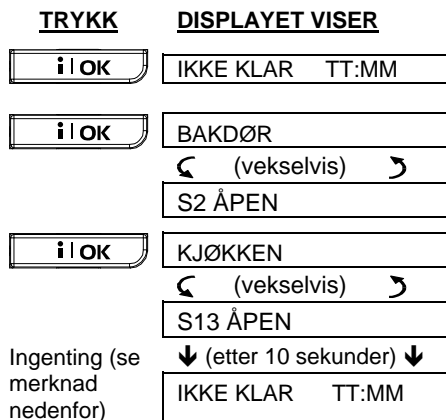 TRYKK DISPLAYET VISER
i OK IKKE KLAR TT:MM
i OK BAKDØR
(vekselvis)
S2 ÅPEN
i OK KJØKKEN
(vekselvis)
S13 ÅPEN
Ingenting (se (etter 10 sekunder)
merknad IKKE KLAR TT:MM
nedenfor)